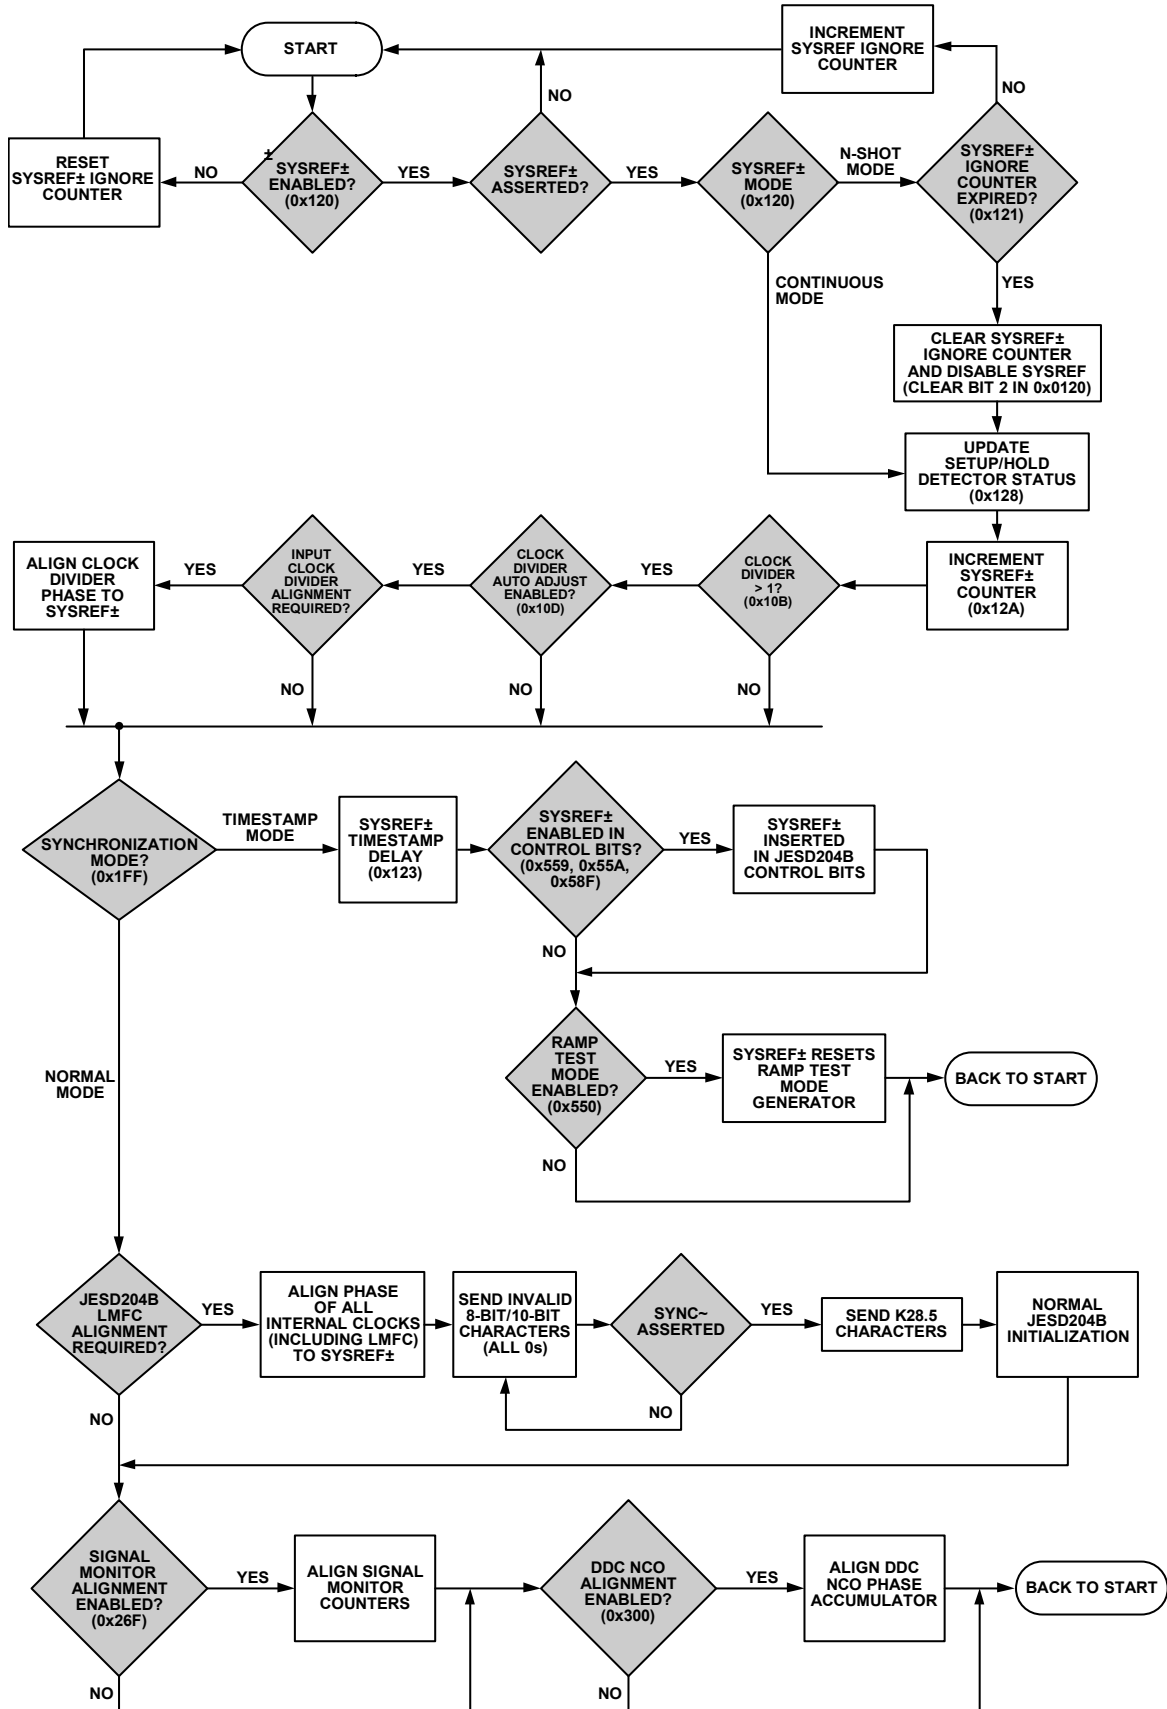 START
INCREMENT
SYSREF IGNORE
COUNTER
NO
NO
RESET
SYSREF± IGNORE
COUNTER
NO
±
SYSREF±
ENABLED?
(0x120)
YES
SYSREF±
ASSERTED?
YES
SYSREF±
MODE
(0x120)
N-SHOT
MODE
SYSREF±
IGNORE
COUNTER
EXPIRED?
(0x121)
CONTINUOUS
MODE
YES
CLEAR SYSREF±
IGNORE COUNTER
AND DISABLE SYSREF
(CLEAR BIT 2 IN 0x0120)
UPDATE
SETUP/HOLD
DETECTOR STATUS
(0x128)
ALIGN CLOCK
DIVIDER
PHASE TO
SYSREF±
YES
INPUT
CLOCK
DIVIDER
ALIGNMENT
REQUIRED?
YES
CLOCK
DIVIDER
AUTO ADJUST
ENABLED?
(0x10D)
YES
CLOCK
DIVIDER
> 1?
(0x10B)
INCREMENT
SYSREF±
COUNTER
(0x12A)
NO
NO
NO
SYNCHRONIZATION
MODE?
(0x1FF)
TIMESTAMP
MODE
SYSREF±
TIMESTAMP
DELAY
(0x123)
SYSREF±
ENABLED IN
CONTROL BITS?
(0x559, 0x55A,
0x58F)
YES
SYSREF±
INSERTED
IN JESD204B
CONTROL BITS
NO
NORMAL
MODE
RAMP
TEST
MODE
ENABLED?
(0x550)
YES
SYSREF± RESETS
RAMP TEST
MODE
GENERATOR
BACK TO START
NO
JESD204B
LMFC
ALIGNMENT
REQUIRED?
YES
ALIGN PHASE
OF ALL
INTERNAL CLOCKS
(INCLUDING LMFC)
TO SYSREF±
SEND INVALID
8-BIT/10-BIT
CHARACTERS
(ALL 0s)
SYNC~
ASSERTED
YES
SEND K28.5
CHARACTERS
NORMAL
JESD204B
INITIALIZATION
NO
NO
SIGNAL
MONITOR
ALIGNMENT
ENABLED?
(0x26F)
YES
ALIGN SIGNAL
MONITOR
COUNTERS
DDC NCO
ALIGNMENT
ENABLED?
(0x300)
YES
ALIGN DDC
NCO PHASE
ACCUMULATOR
BACK TO START
NO
NO